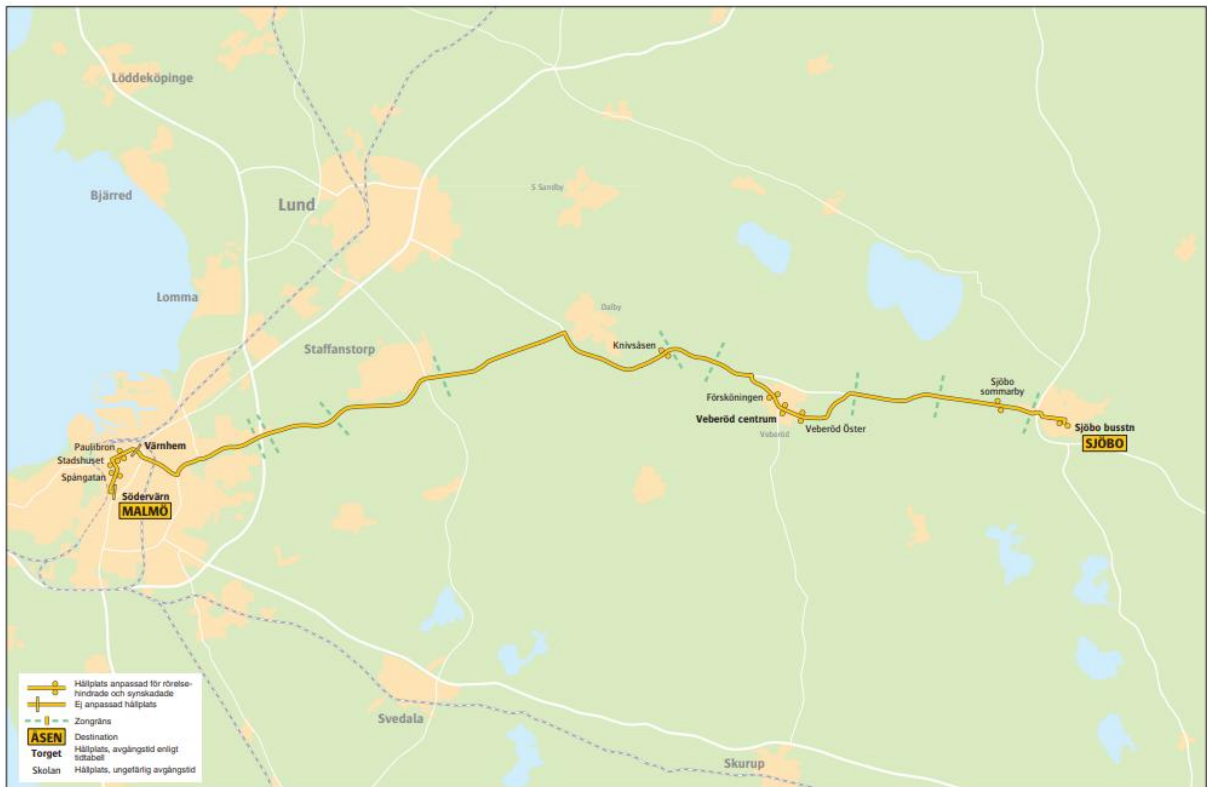 Löddeköpinge
Bjärred
Lund
S Sandby
Lomma
Dalby
Staffanstorp
Knivsåsen
Försköningen
Veberöd centrum
Veberöd
Veberöd Öster
Sjöbo
sommarby
Sjöbo busstn
SJÖBO
Paulibron
Värnhem
Stadshuset
Spångatan
Södervärn
MALMÖ
Svedala
Skurup
Hållplats anpassad för rörelse-
hindrade och synskadade
Ej anpassad hållplats
Zongräns
ÅSEN Destination
Torget Hållplats, avgångstid enligt
tidtabell
Skolan Hållplats, ungefärlig avgångstid